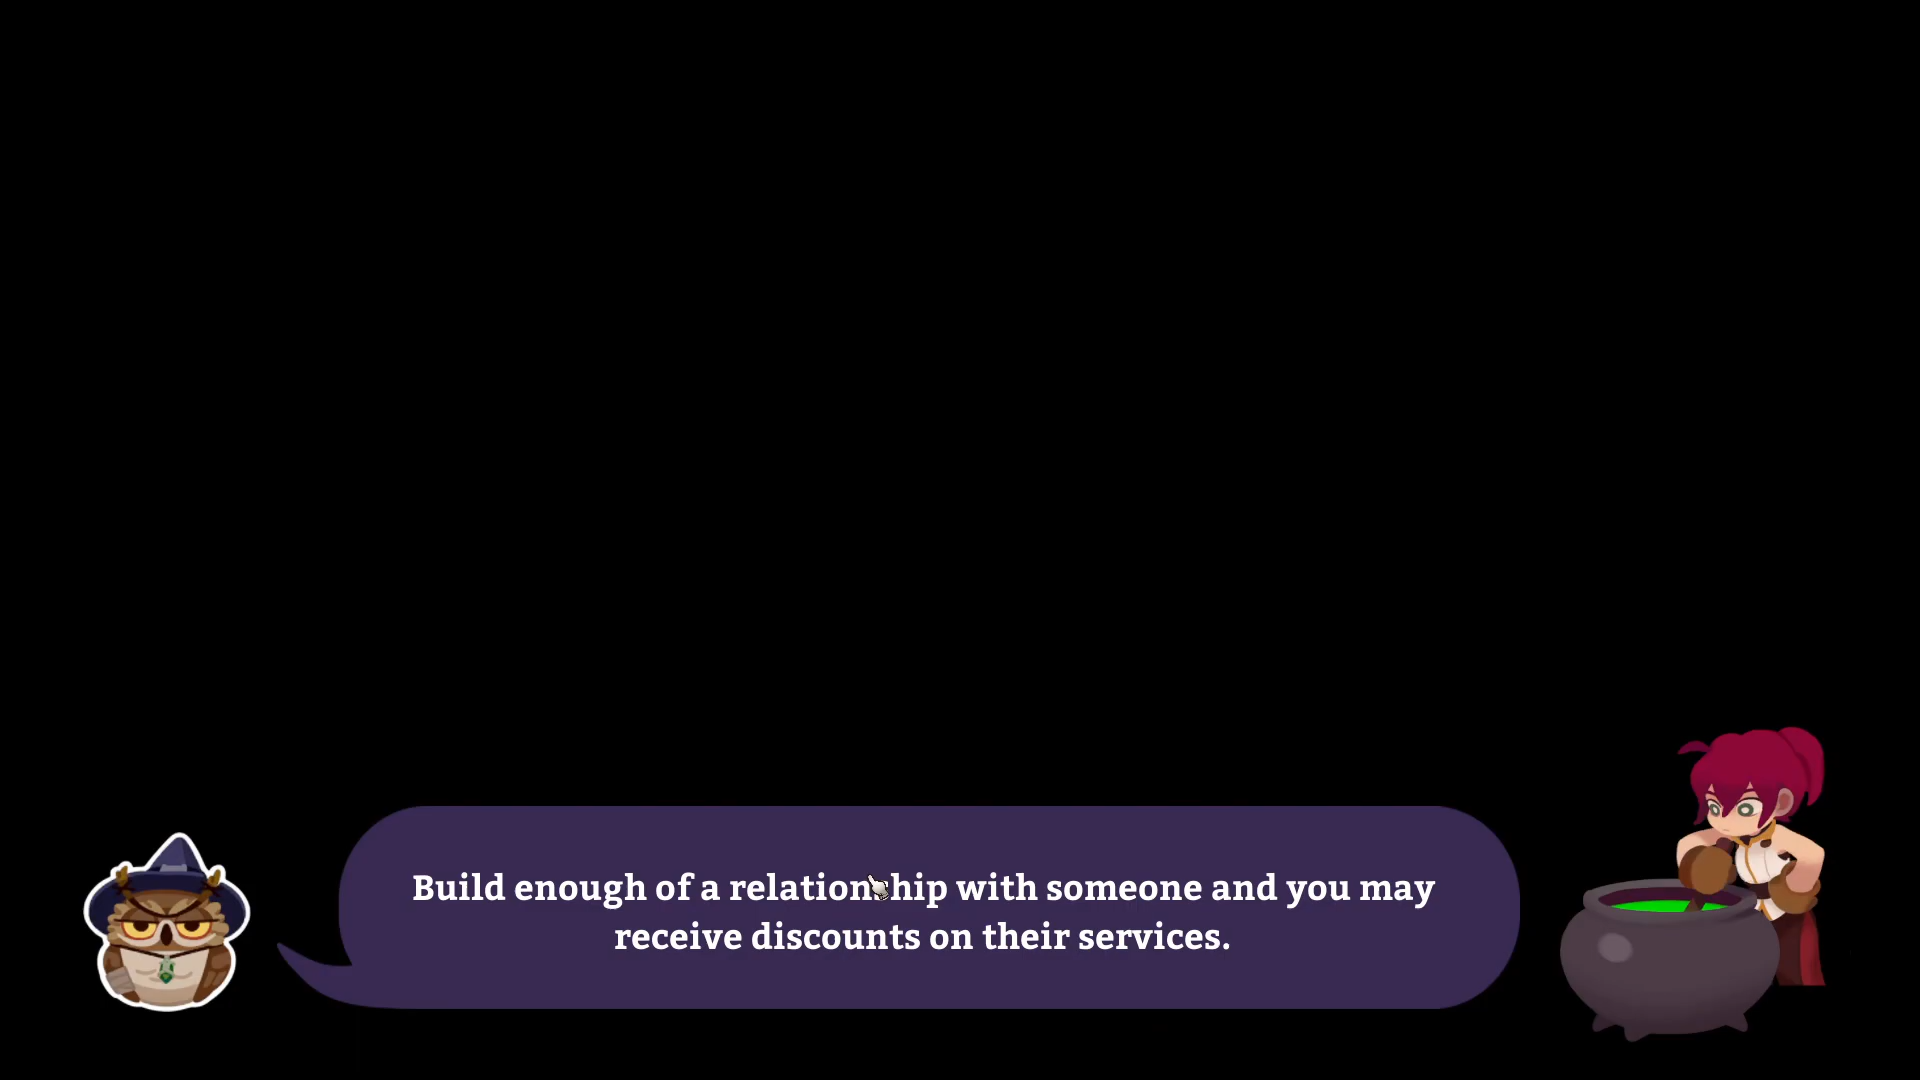 Build enough of a relationship with someone and you may
receive discounts on their services.